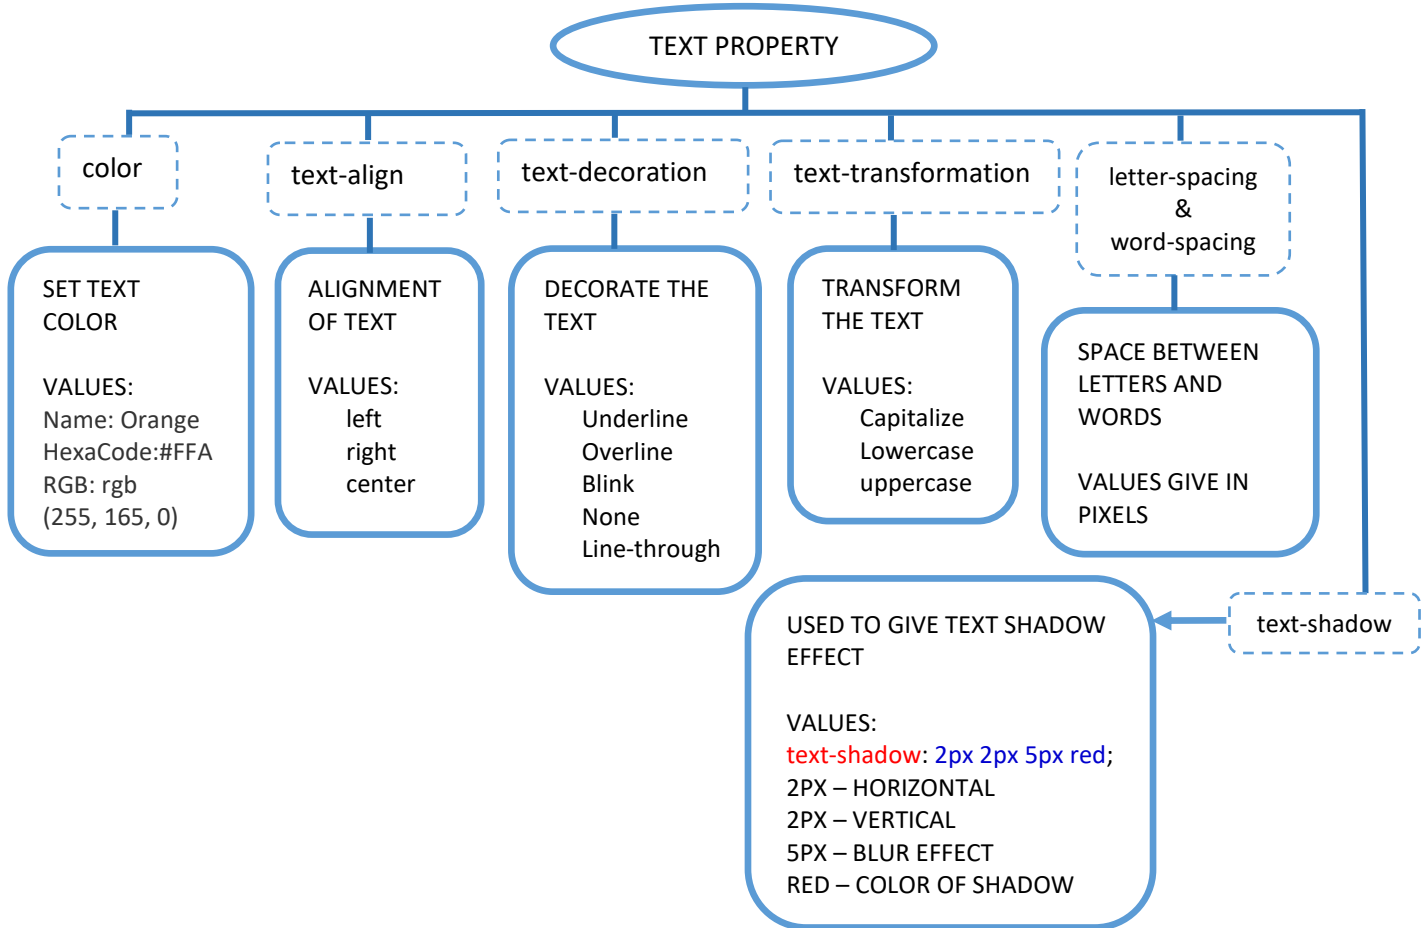 TEXT PROPERTY
color
SET TEXT
COLOR
VALUES:
Name: Orange
HexaCode:#FFA
RGB: rgb
(255, 165, 0)
text-align
ALIGNMENT
OF TEXT
VALUES:
left
right
center
text-decoration
DECORATE THE
TEXT
VALUES:
Underline
Overline
Blink
None
Line-through
text-transformation
TRANSFORM
THE TEXT
VALUES:
Capitalize
Lowercase
uppercase
letter-spacing
&
word-spacing
SPACE BETWEEN
LETTERS AND
WORDS
VALUES GIVE IN
PIXELS
text-shadow
USED TO GIVE TEXT SHADOW
EFFECT
VALUES:
text-shadow: 2px 2px 5px red;
2PX – HORIZONTAL
2PX – VERTICAL
5PX – BLUR EFFECT
RED – COLOR OF SHADOW